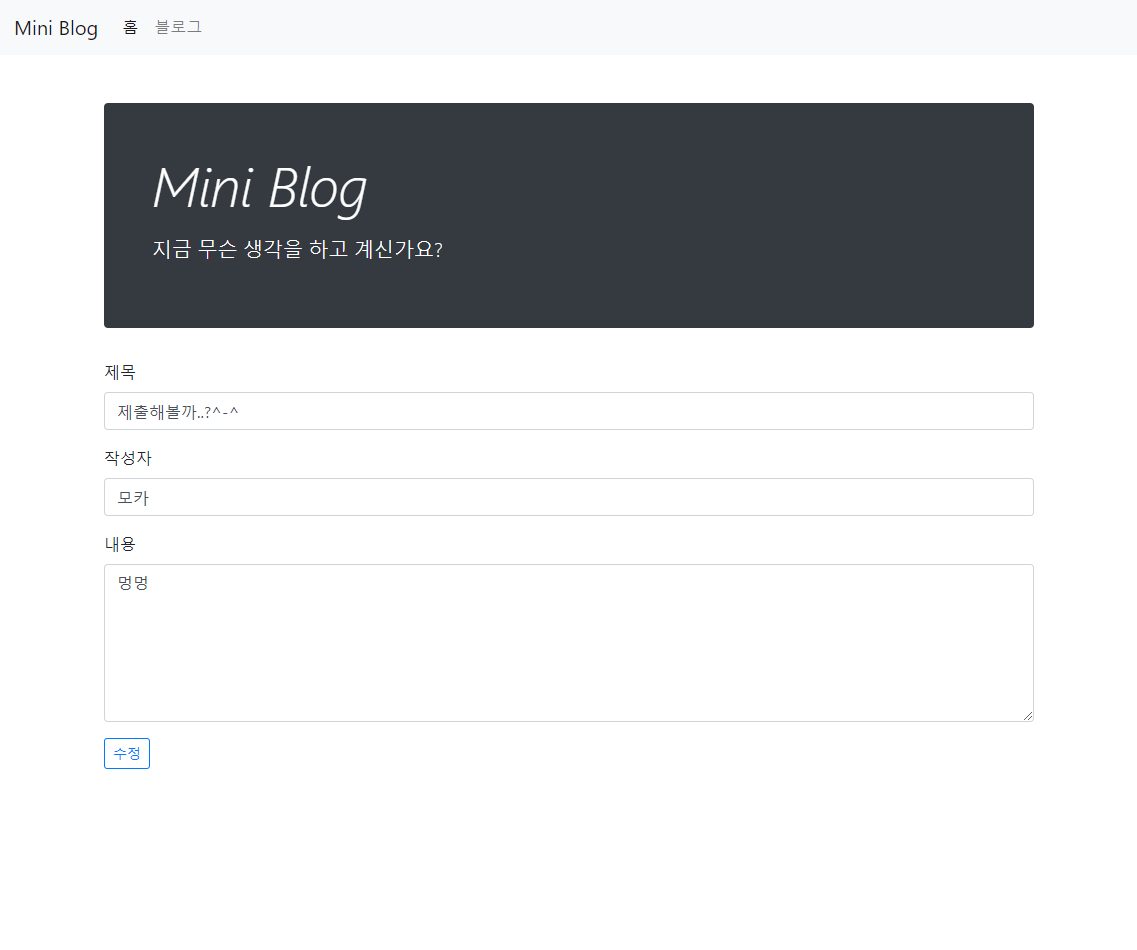 Mini Blog 홈 블로그
Mini Blog
지금 무슨 생각을 하고 계신가요?
제목
제출해볼까..?^-^
작성자
모카
내용
멍멍
수정